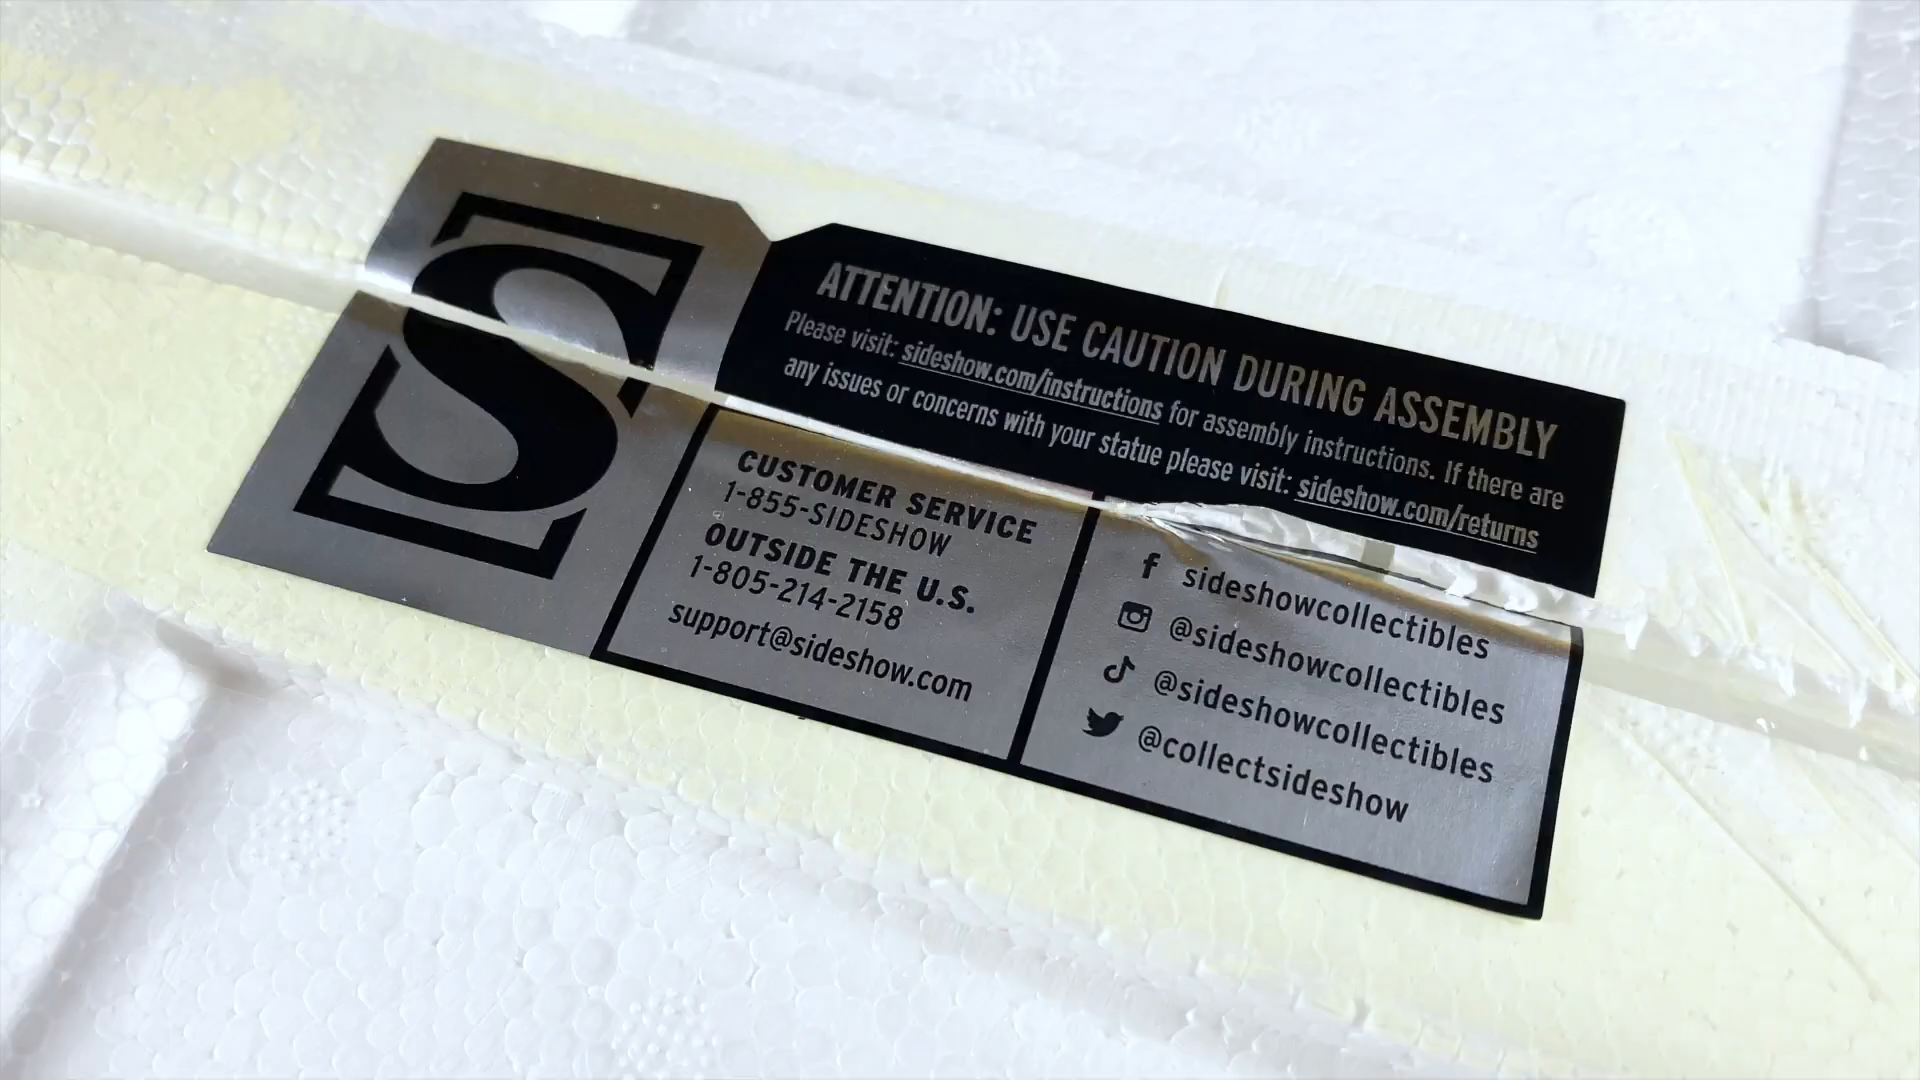 S
ATTENTION: USE CAUTION DURING ASSEMBLY
Please visit: sideshow.com/instructions for assembly instructions. If there are
any issues or concerns with your statue please visit: sideshow.com/returns
CUSTOMER SERVICE
1-855-SIDESHOW
OUTSIDE THE U.S.
1-805-214-2158
support@sideshow.com
f sideshowcollectibles
@sideshowcollectibles
@sideshowcollectibles
@collectsideshow